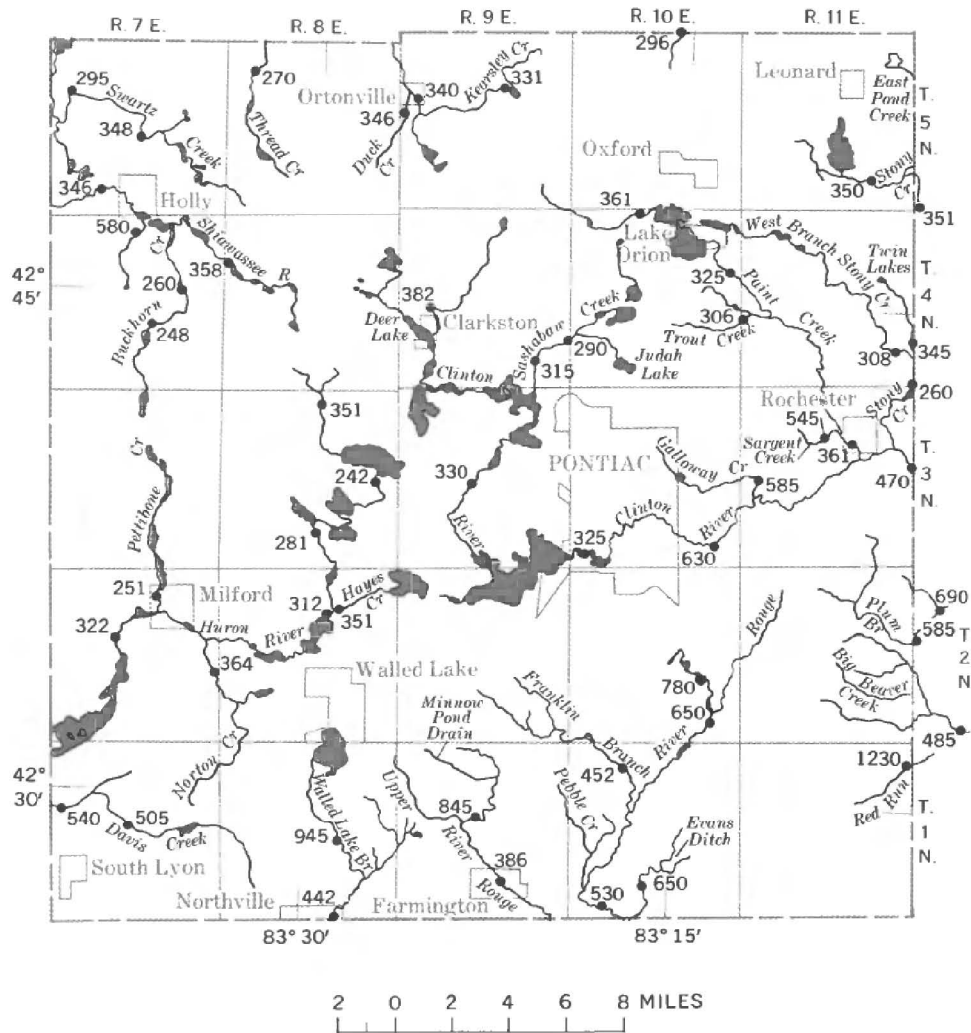 R. 7 E.
R. 8 E.
R. 9 E.
R. 10 E.
R. 11 E.
295
Swartz
348
Creek
270
Thread Cr
Ortonville
340
346
Duck
Cr
Kearsley Cr
331
296
Leonard
East
Pond
Creek
T.
5
N.
Oxford
350
Stony
Cr
351
346
Holly
580
Cr
260
Buckhorn
248
Shiawassee R
358
42°
45'
382
Deer
Lake
Clarkston
Clinton
Sashabaw
Creek
315
290
Judah
Lake
361
Lake
Orion
325
Paint
Creek
306
Trout Creek
West Branch Stony Cr
Twin
Lakes
308
345
T.
4
N.
260
Rochester
Stony
Cr
545
Sargent
Creek
361
470
T.
3
N.
351
242
281
330
River
PONTIAC
Galloway
Cr
585
Clinton
River
325
630
Pettibone
Cr
251
Milford
322
Huron
River
364
312
351
Hayes
Cr
Norton
Cr
Walled Lake
Minnow
Pond
Drain
Franklin
Branch
452
Pebble Cr
Rouge
River
780
650
Plum
Br
690
585
Big Beaver
Creek
485
T.
2
N.
42°
30'
540
505
Davis
Creek
South Lyon
Northville
442
945
Walled Lake Br
Upper
River
Rouge
845
386
Farmington
530
650
Evans
Ditch
1230
Red Run
T.
1
N.
83° 30'
83° 15'
2 0 2 4 6 8 MILES